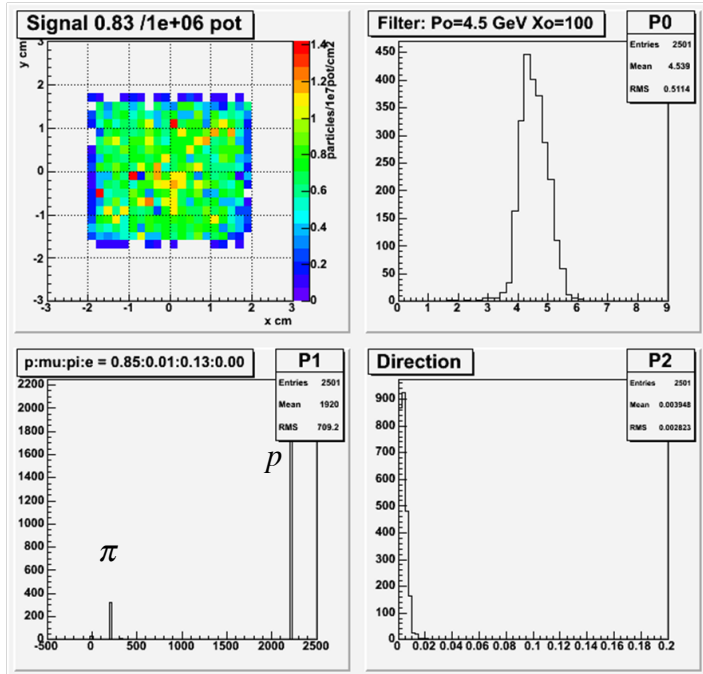 Signal 0.83 /1e+06 pot
y cm
3
2
1
0
-1
-2
-3
-3 -2 -1 0 1 2 3
x cm
1.4
1.2
1
0.8
0.6
0.4
0.2
0
particles/1e7pot/cm2
Filter: Po=4.5 GeV Xo=100
P0
Entries 2501
Mean 4.539
RMS 0.5114
450
400
350
300
250
200
150
100
50
0
0 1 2 3 4 5 6 7 8 9
p:mu:pi:e = 0.85:0.01:0.13:0.00
P1
Entries 2501
Mean 1920
RMS 709.2
2200
2000
1800
1600
1400
1200
1000
800
600
400
200
0
p
π
-500 0 500 1000 1500 2000 2500
Direction
P2
Entries 2501
Mean 0.003948
RMS 0.002823
900
800
700
600
500
400
300
200
100
0
0 0.02 0.04 0.06 0.08 0.1 0.12 0.14 0.16 0.18 0.2